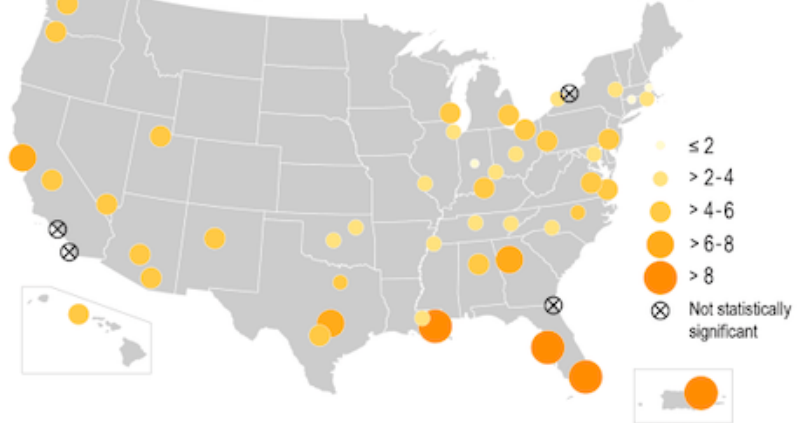 ≤ 2
> 2-4
> 4-6
>6-8
> 8
Not statistically
significant